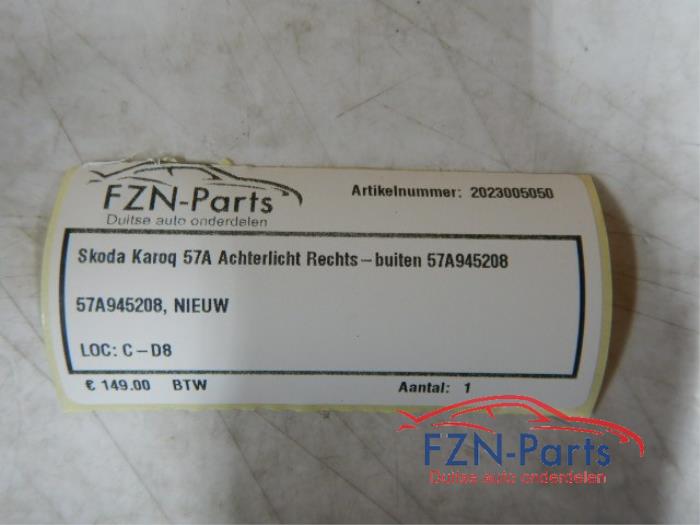 FZN-Parts
Duitse auto onderdelen
Artikelnummer: 2023005050
Skoda Karoq 57A Achterlicht Rechts-buiten 57A945208
57A945208, NIEUW
LOC: C-D8
€ 149.00 BTW
Aantal: 1
FZN-Parts
Duitse auto onderdelen